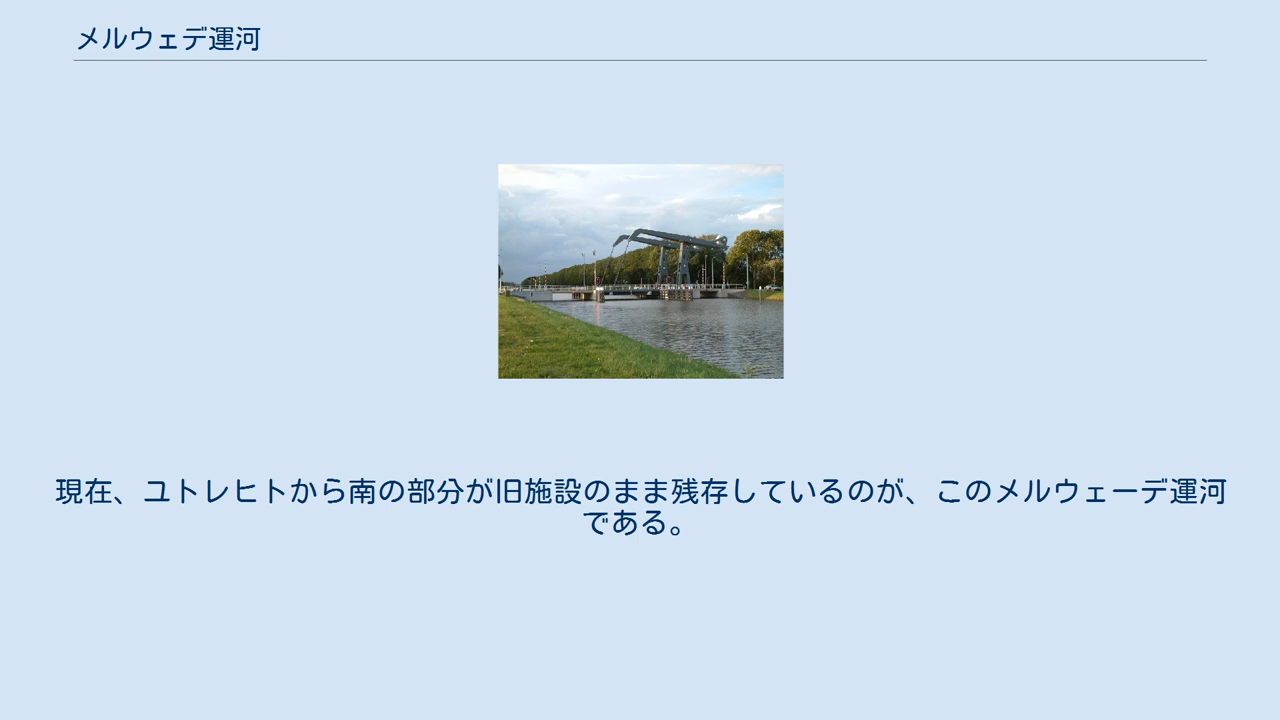 メルウェデ運河
現在、ユトレヒトから南の部分が旧施設のまま残存しているのが、このメルウェーデ運河
である。